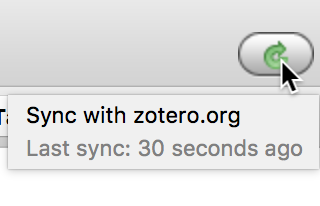 Sync with zotero.org
Last sync: 30 seconds ago